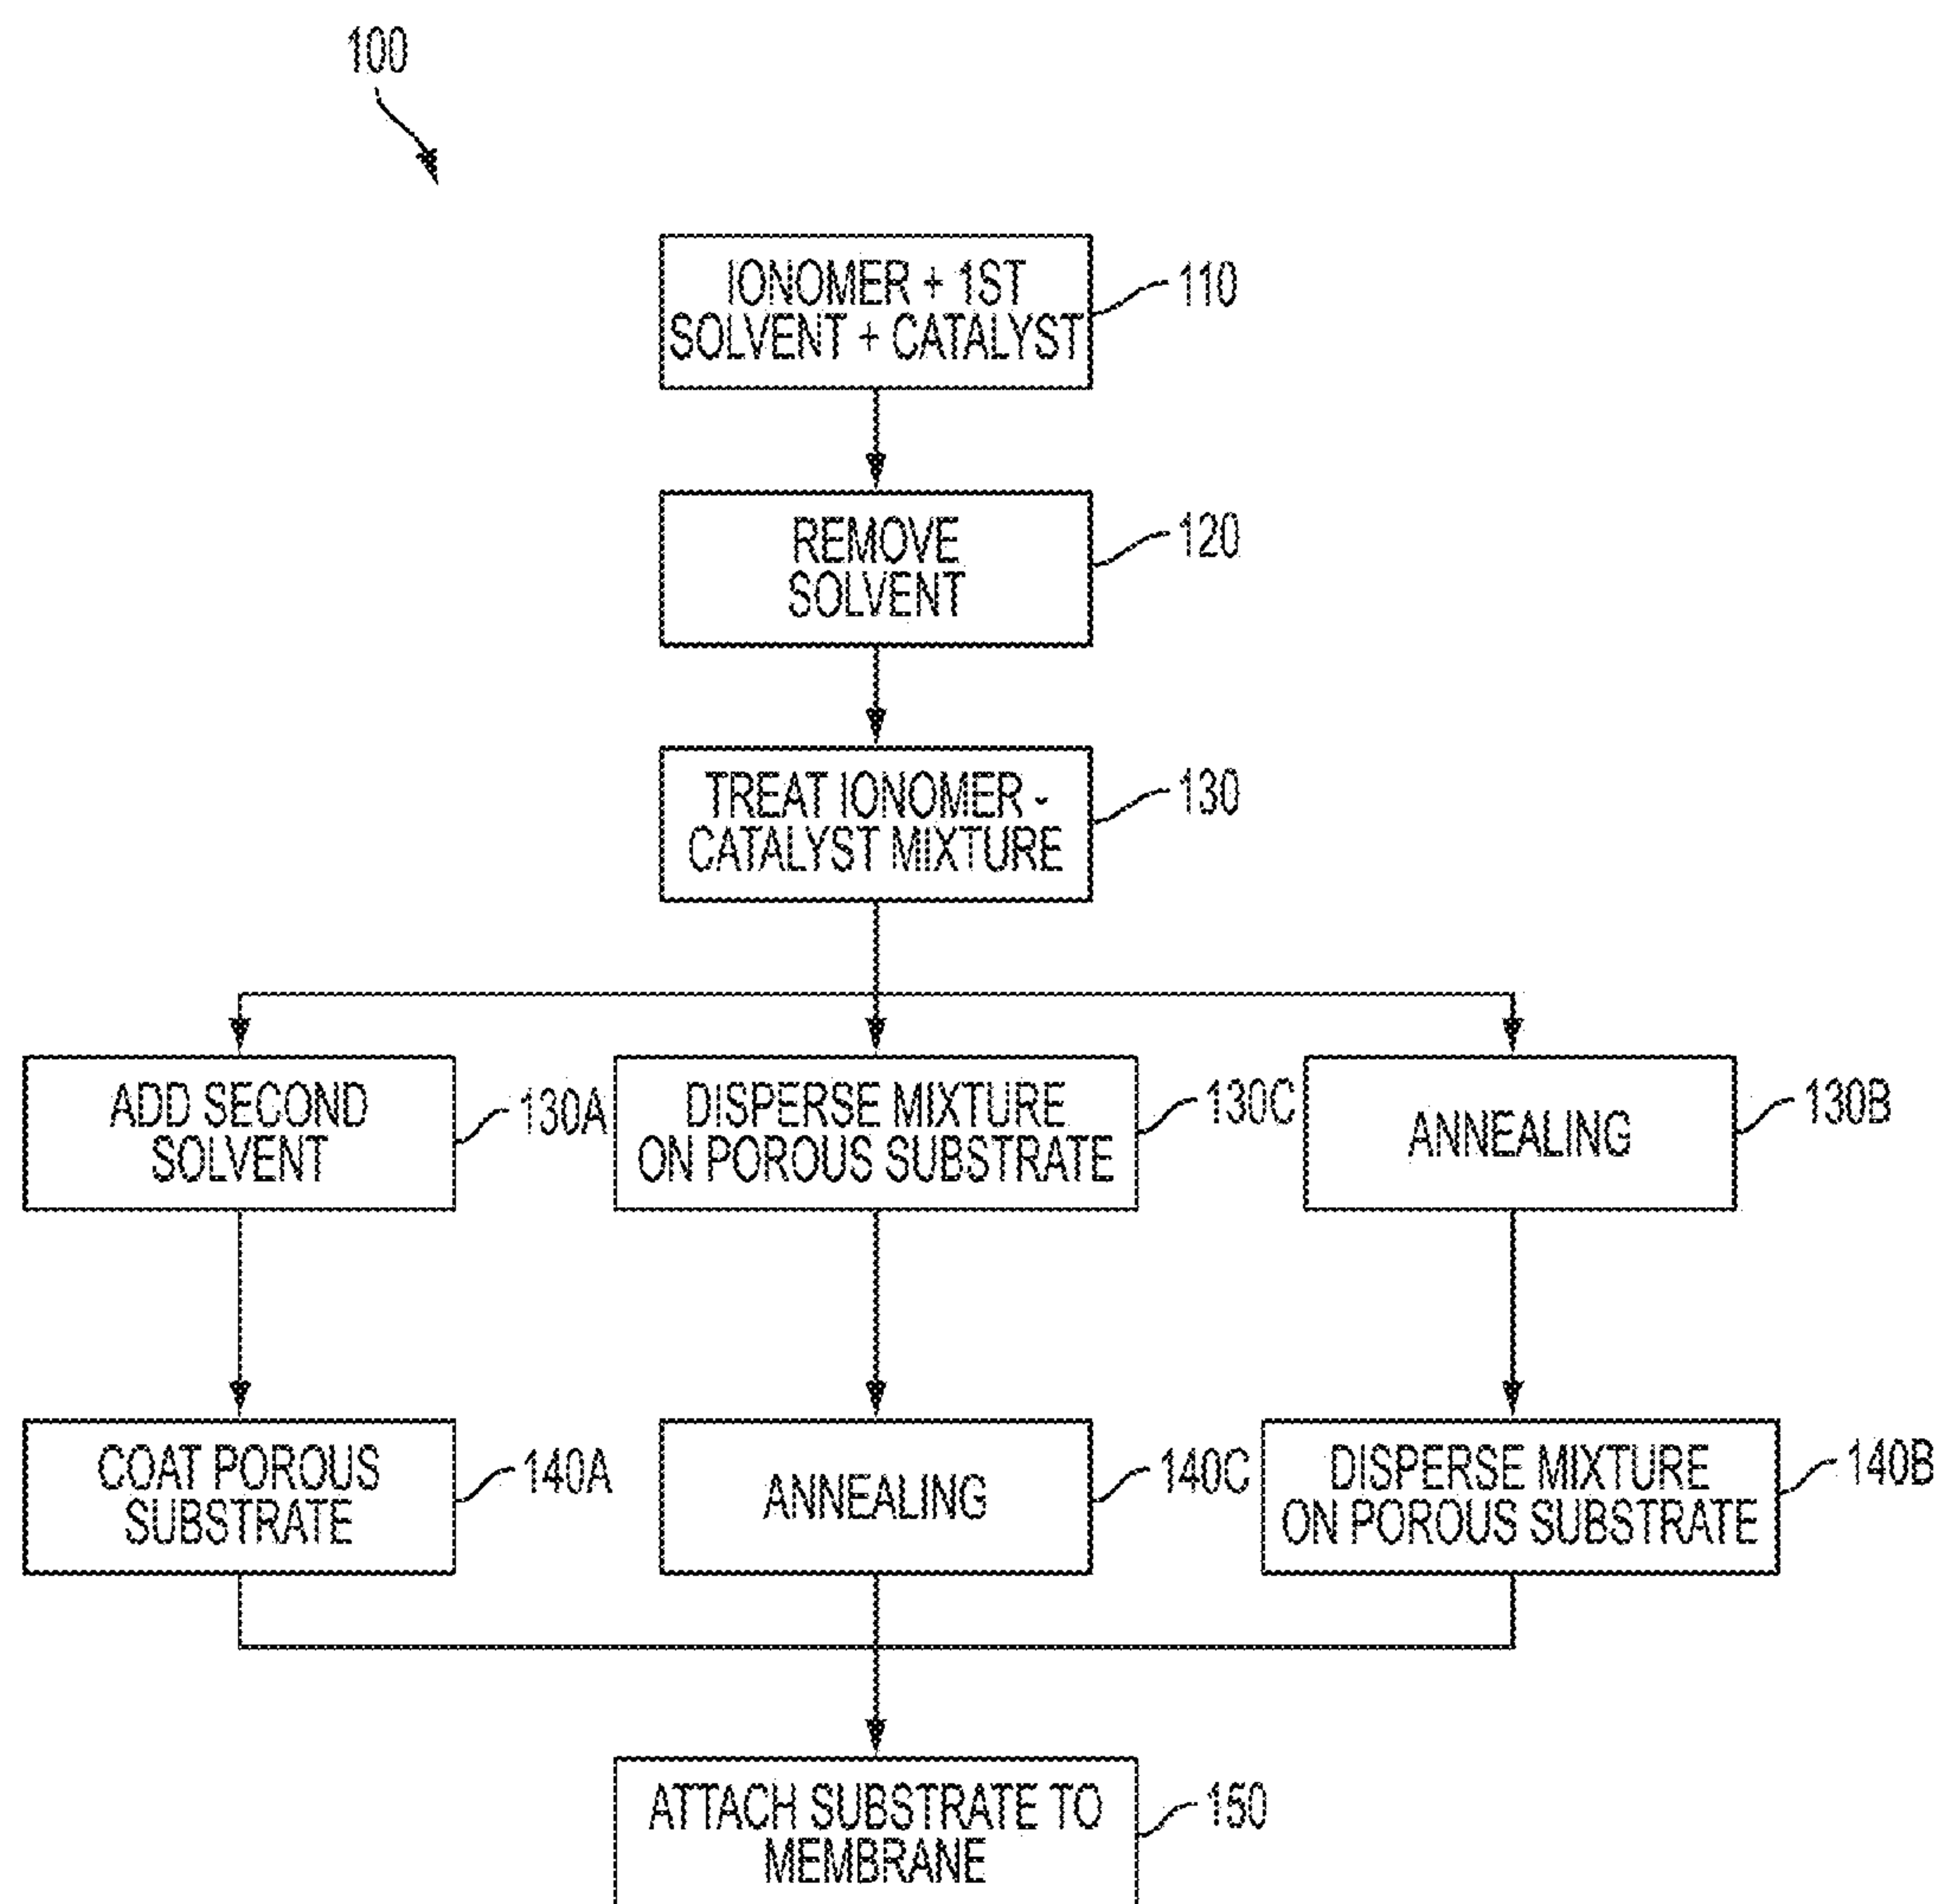 100
IONOMER + 1ST
SOLVENT + CATALYST
110
REMOVE
SOLVENT
120
TREAT IONOMER -
CATALYST MIXTURE
130
ADD SECOND
SOLVENT
130A
DISPERSE MIXTURE
ON POROUS SUBSTRATE
130C
ANNEALING
130B
COAT POROUS
SUBSTRATE
140A
ANNEALING
140C
DISPERSE MIXTURE
ON POROUS SUBSTRATE
140B
ATTACH SUBSTRATE TO
MEMBRANE
150